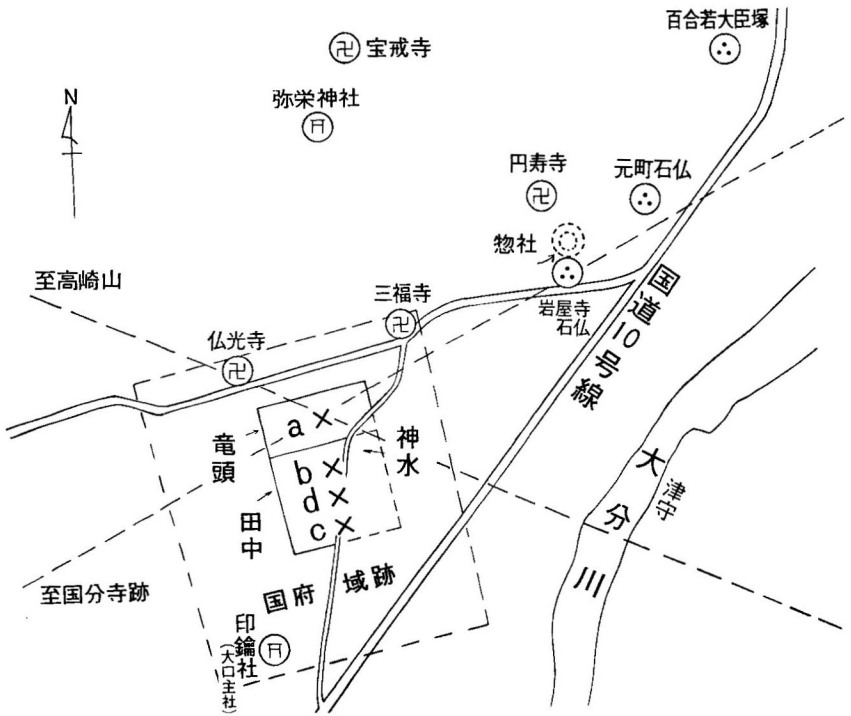 百合若大臣塚
宝戒寺
N
弥栄神社
円寿寺
元町石仏
惣社
至高崎山
三福寺
岩屋寺
石仏
国道10号線
仏光寺
a
竜頭
神水
b
d
c
田中
大分川
津守
至国分寺跡
国府域跡
印鑰社
(大口主社)